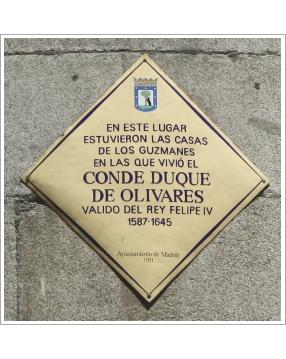 EN ESTE LUGAR
ESTUVIERON LAS CASAS
DE LOS GUZMANES
EN LAS QUE VIVIÓ EL
CONDE DUQUE
DE OLIVARES
VALIDO DEL REY FELIPE IV
1587-1645
Ayuntamiento de Madrid
1991